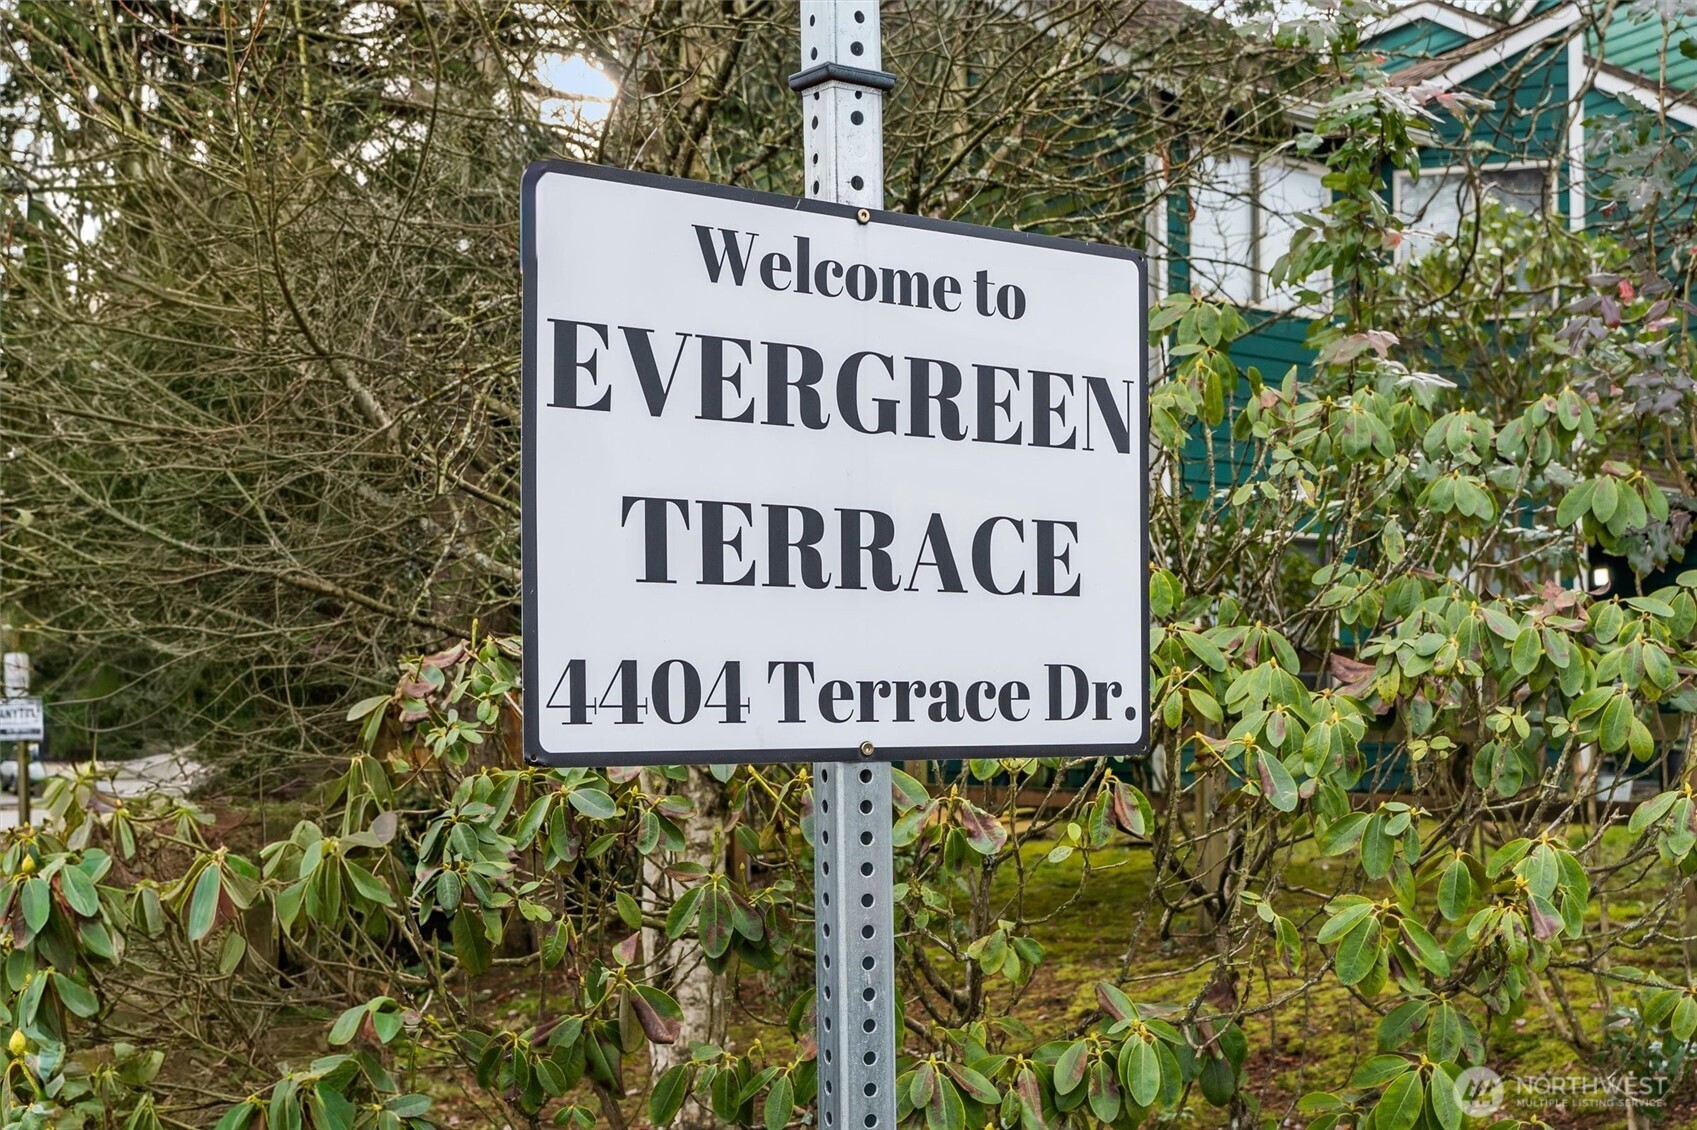 Welcome to
EVERGREEN
TERRACE
4404 Terrace Dr.
NORTHWEST
MULTIPLE LISTING SERVICE